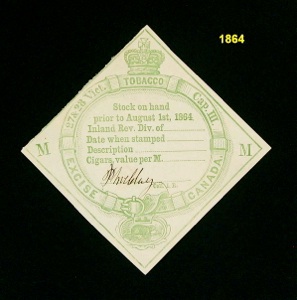 1864
27 & 28 Vict.
TOBACCO
Cap. III
Stock on hand
prior to August 1st, 1864.
Inland Rev. Div. of
Date when stamped
Description
Cigars, value per M.
M
M
EXCISE
CANADA.